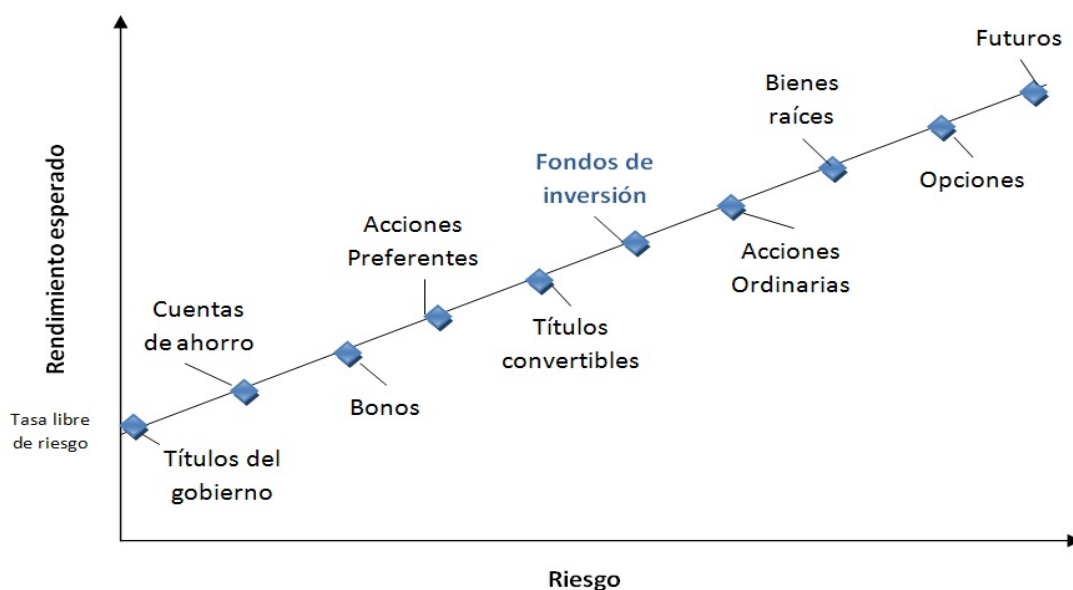 Futuros
Bienes
raíces
Opciones
Fondos de
inversión
Acciones
Ordinarias
Acciones
Preferentes
Títulos
convertibles
Cuentas
de ahorro
Bonos
Títulos del
gobierno
Tasa libre
de riesgo
Rendimiento esperado
Riesgo